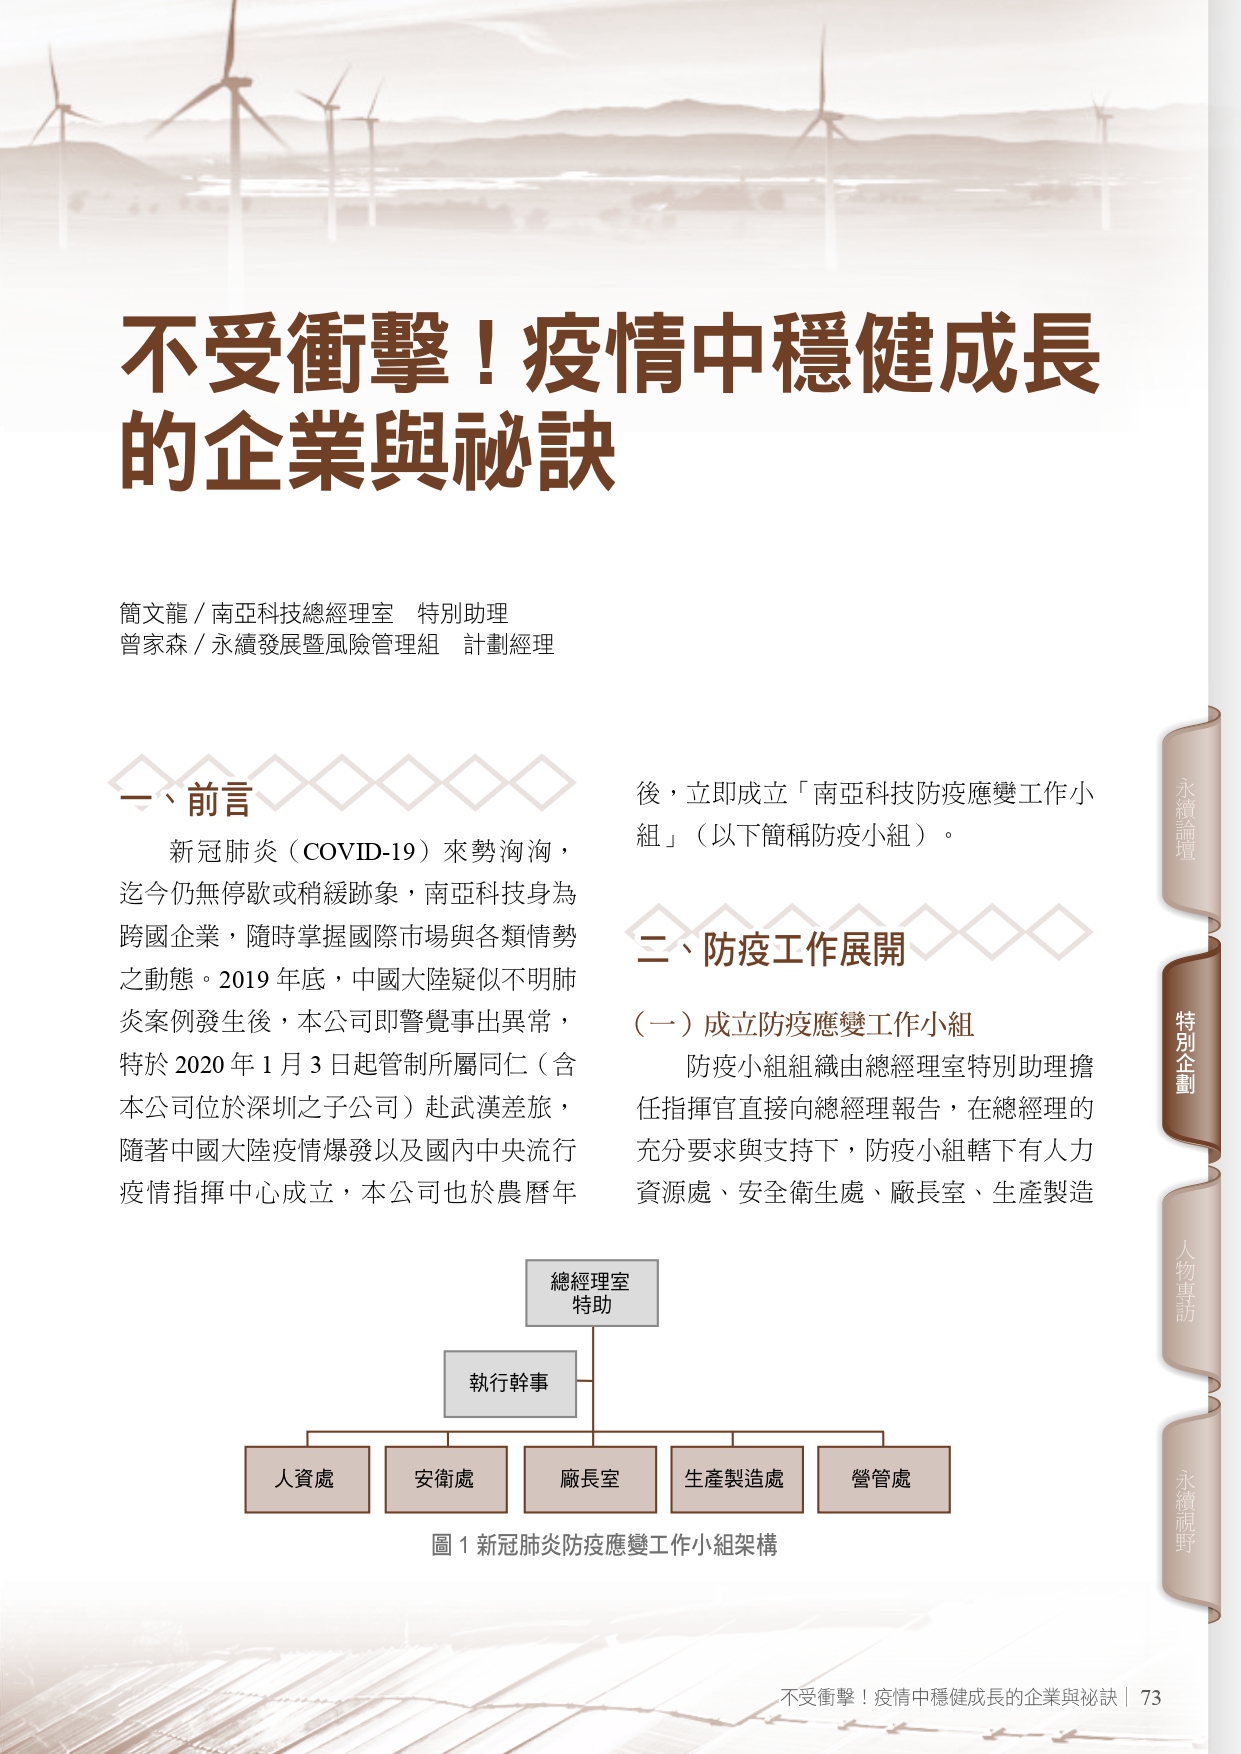 不受衝擊！疫情中穩健成長
的企業與祕訣
簡文龍 / 南亞科技總經理室　特別助理
曾家森 / 永續發展暨風險管理組　計劃經理
一、前言
新冠肺炎（COVID-19）來勢洶洶，
迄今仍無停歇或稍緩跡象，南亞科技身為
跨國企業，隨時掌握國際市場與各類情勢
之動態。2019 年底，中國大陸疑似不明肺
炎案例發生後，本公司即警覺事出異常，
特於 2020 年 1 月 3 日起管制所屬同仁（含
本公司位於深圳之子公司）赴武漢差旅，
隨著中國大陸疫情爆發以及國內中央流行
疫情指揮中心成立，本公司也於農曆年
後，立即成立「南亞科技防疫應變工作小
組」（以下簡稱防疫小組）。
二、防疫工作展開
（一）成立防疫應變工作小組
防疫小組組織由總經理室特別助理擔
任指揮官直接向總經理報告，在總經理的
充分要求與支持下，防疫小組轄下有人力
資源處、安全衛生處、廠長室、生產製造
總經理室
特助
執行幹事
人資處
安衛處
廠長室
生產製造處
營管處
圖 1 新冠肺炎防疫應變工作小組架構
永續論壇
特別企劃
人物專訪
永續視野
不受衝擊！疫情中穩健成長的企業與祕訣｜ 73